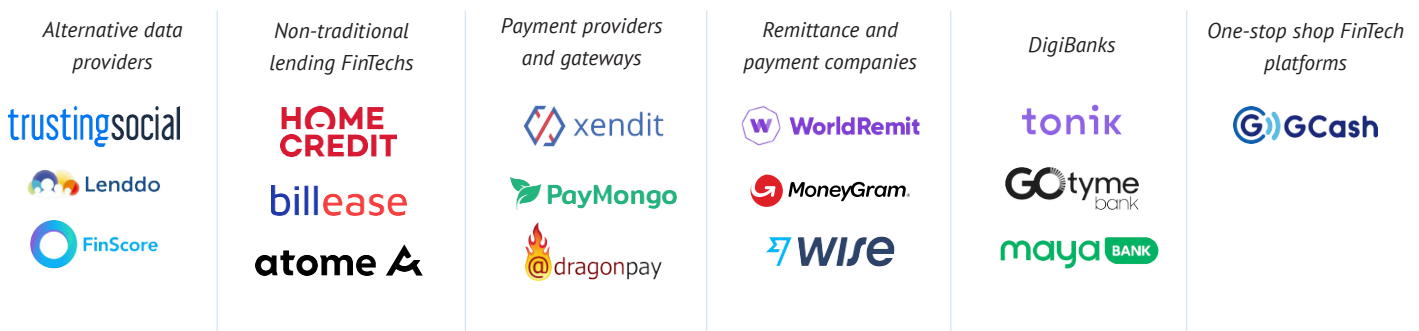 Alternative data
providers
trustingsocial
Lenddo
FinScore
Non-traditional
lending FinTechs
HOME
CREDIT
billease
atome
Payment providers
and gateways
xendit
PayMongo
@dragonpay
Remittance and
payment companies
W WorldRemit
MoneyGram.
WISE
DigiBanks
tonik
GOtyme
bank
maya BANK
One-stop shop FinTech
platforms
G GCash